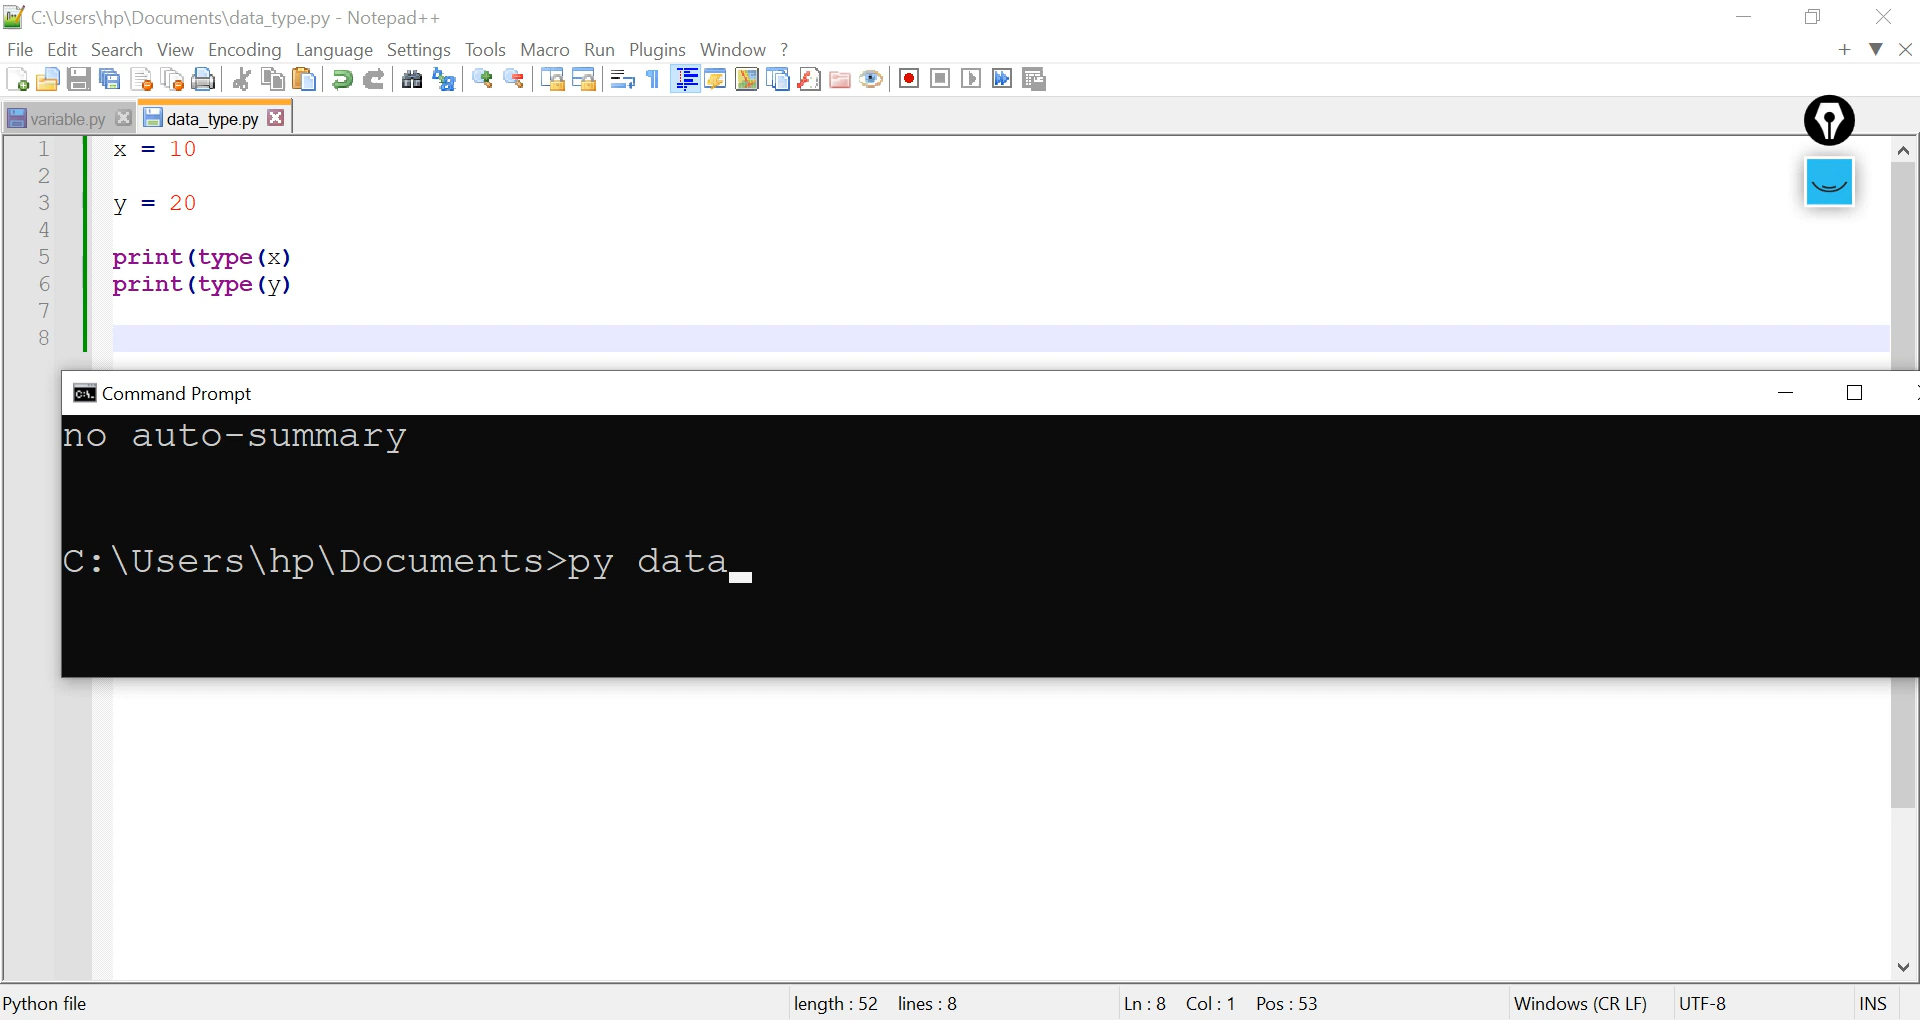 C:\Users\hp\Documents\data_type.py - Notepad++
File Edit Search View Encoding Language Settings Tools Macro Run Plugins Window ?
variable.py data_type.py
1 x = 10
2
3 y = 20
4
5 print(type(x)
6 print(type(y)
7
8
Command Prompt
no auto-summary
C:\Users\hp\Documents>py data_
Python file length : 52 lines : 8 Ln : 8 Col : 1 Pos : 53 Windows (CR LF) UTF-8 INS